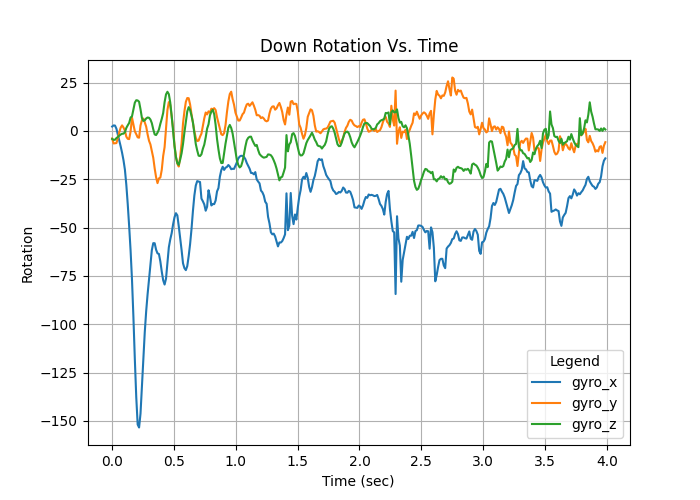 Down Rotation Vs. Time
Rotation
25
0
−25
−50
−75
−100
−125
−150
0.0 0.5 1.0 1.5 2.0 2.5 3.0 3.5 4.0
Time (sec)
Legend
gyro_x
gyro_y
gyro_z